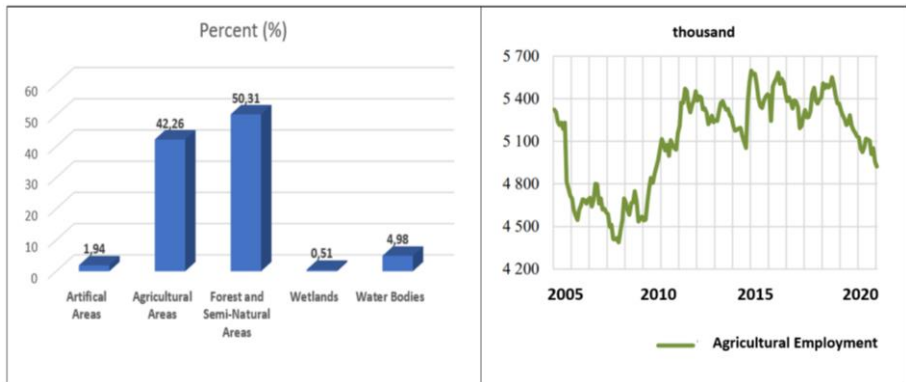 Percent (%)
60
50
40
30
20
10
0
1,94
42,26
50,31
0,51
4,98
Artifical
Areas
Agricultural
Areas
Forest and
Semi-Natural
Areas
Wetlands
Water Bodies
thousand
5 700
5 400
5 100
4 800
4 500
4 200
2005 2010 2015 2020
Agricultural Employment